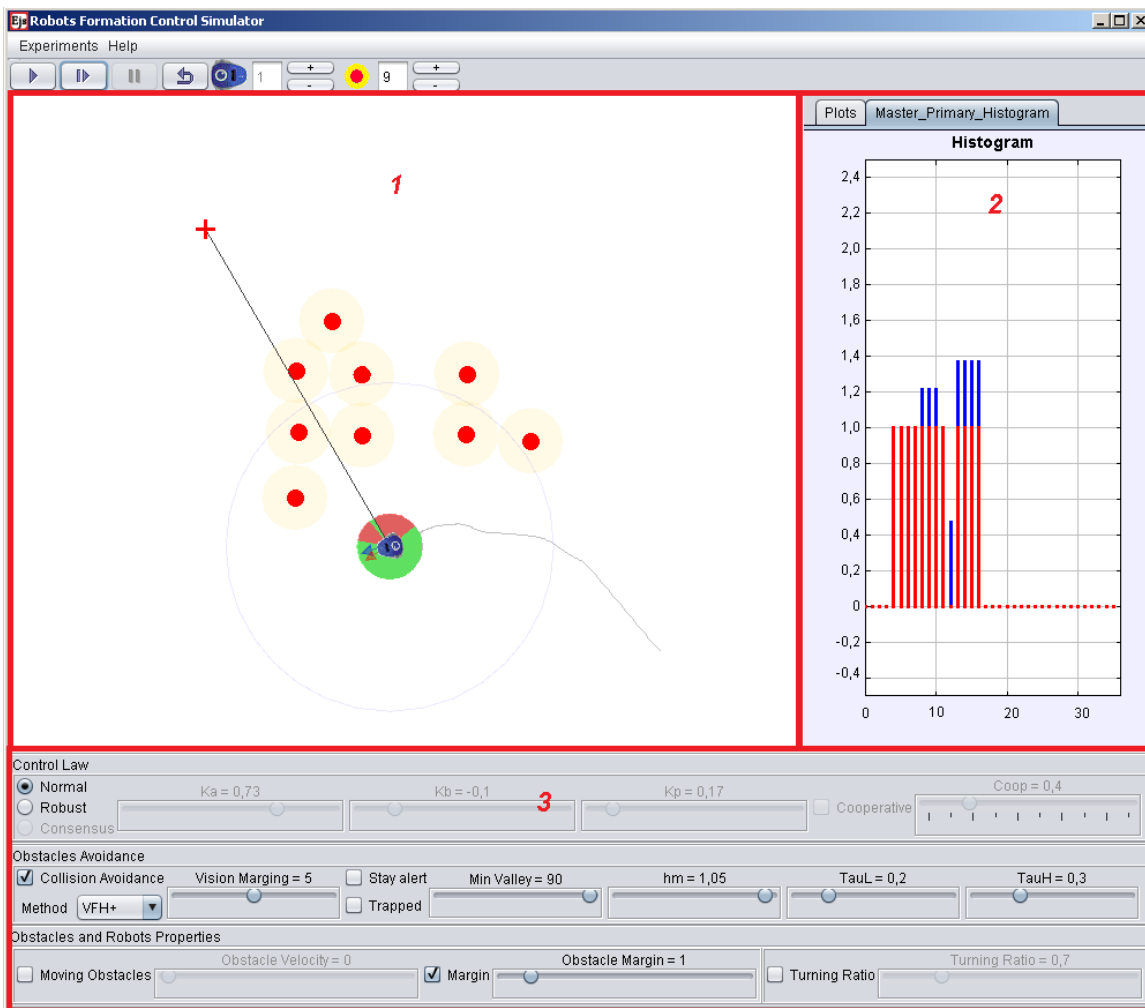 Ejs Robots Formation Control Simulator
Experiments Help
1 + - 9 + -
1
Plots Master_Primary_Histogram
Histogram
2
2,4
2,2
2,0
1,8
1,6
1,4
1,2
1,0
0,8
0,6
0,4
0,2
0
-0,2
-0,4
0 10 20 30
3
Control Law
Normal
Robust
Consensus
Ka = 0,73
Kb = -0,1
Kp = 0,17
Cooperative
Coop = 0,4
Obstacles Avoidance
Collision Avoidance
Method VFH+
Vision Marging = 5
Stay alert
Trapped
Min Valley = 90
hm = 1,05
TauL = 0,2
TauH = 0,3
Obstacles and Robots Properties
Moving Obstacles
Obstacle Velocity = 0
Margin
Obstacle Margin = 1
Turning Ratio
Turning Ratio = 0,7